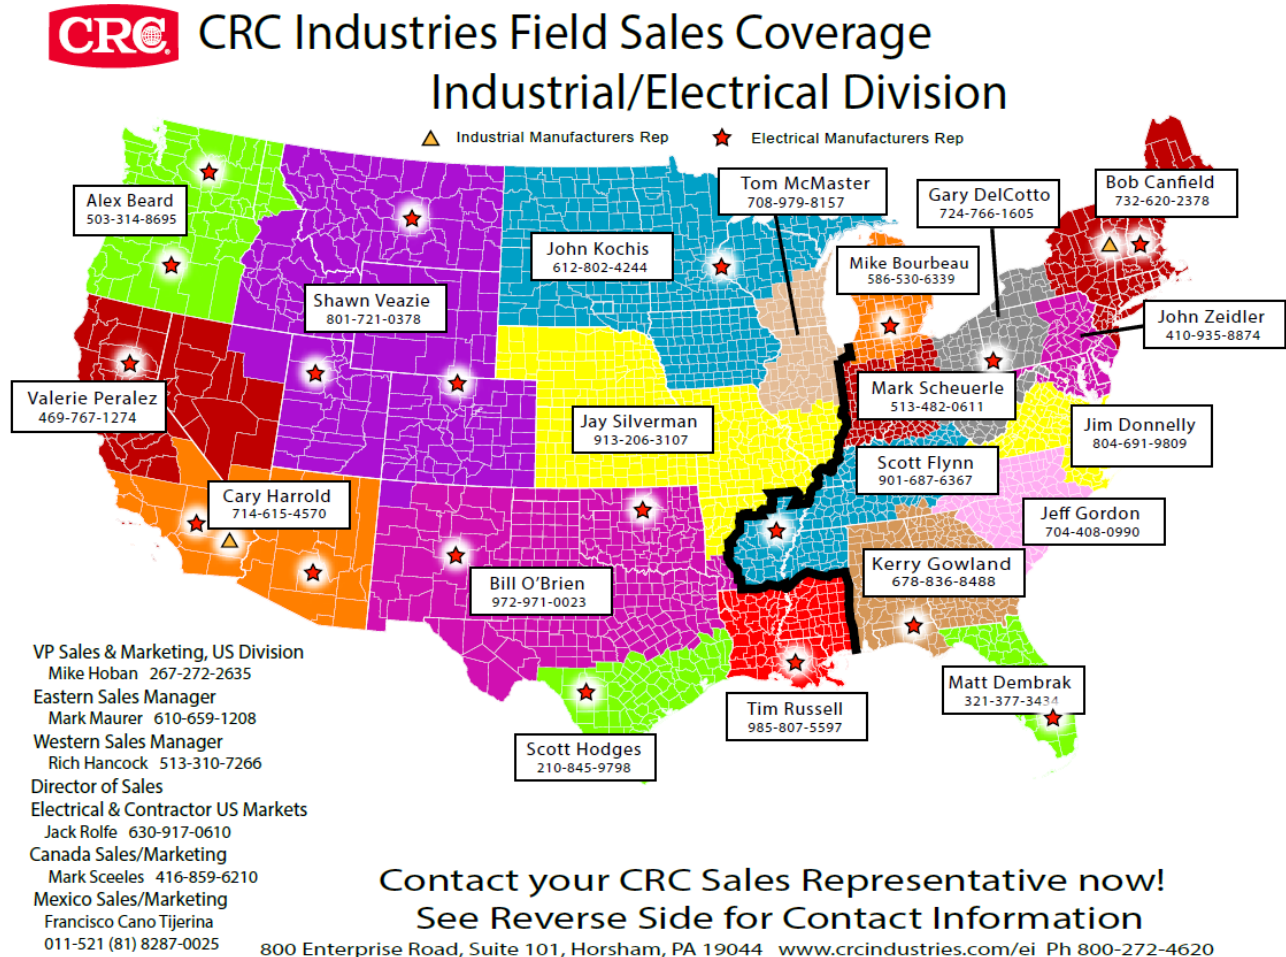 CRC
CRC Industries Field Sales Coverage
Industrial/Electrical Division
Industrial Manufacturers Rep
Electrical Manufacturers Rep
Alex Beard
503-314-8695
Shawn Veazie
801-721-0378
John Kochis
612-802-4244
Tom McMaster
708-979-8157
Gary DelCotto
724-766-1605
Bob Canfield
732-620-2378
Mike Bourbeau
586-530-6339
John Zeidler
410-935-8874
Valerie Peralez
469-767-1274
Jay Silverman
913-206-3107
Mark Scheuerle
513-482-0611
Jim Donnelly
804-691-9809
Cary Harrold
714-615-4570
Scott Flynn
901-687-6367
Jeff Gordon
704-408-0990
Bill O'Brien
972-971-0023
Kerry Gowland
678-836-8488
Matt Dembrak
321-377-3434
Tim Russell
985-807-5597
Scott Hodges
210-845-9798
VP Sales & Marketing, US Division
Mike Hoban 267-272-2635
Eastern Sales Manager
Mark Maurer 610-659-1208
Western Sales Manager
Rich Hancock 513-310-7266
Director of Sales
Electrical & Contractor US Markets
Jack Rolfe 630-917-0610
Canada Sales/Marketing
Mark Sceeles 416-859-6210
Mexico Sales/Marketing
Francisco Cano Tijerina
011-521 (81) 8287-0025
Contact your CRC Sales Representative now!
See Reverse Side for Contact Information
800 Enterprise Road, Suite 101, Horsham, PA 19044 www.crcindustries.com/ei Ph 800-272-4620